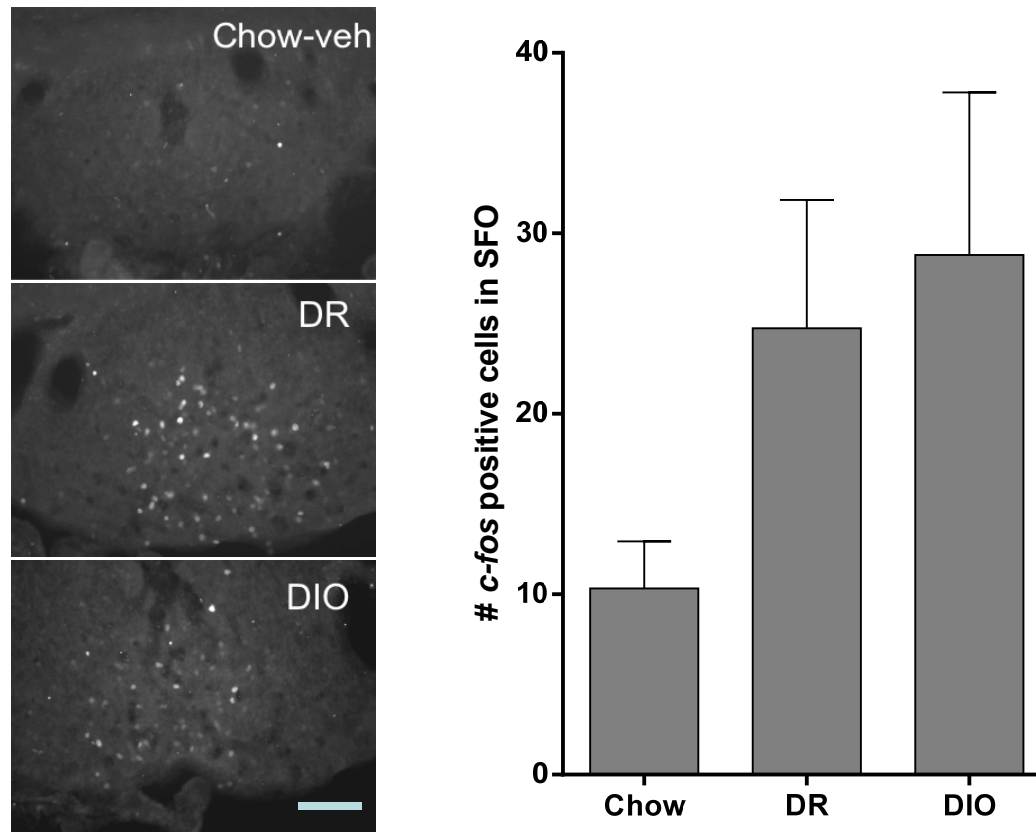 Chow-veh
DR
DIO
# c-fos positive cells in SFO
40
30
20
10
0
Chow
DR
DIO